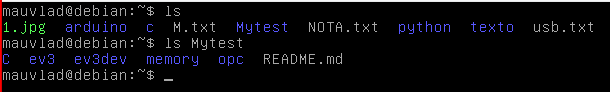 mauvlad@debian:~$ ls
1.jpg arduino c M.txt Mytest NOTA.txt python texto usb.txt
mauvlad@debian:~$ ls Mytest
C ev3 ev3dev memory opc README.md
mauvlad@debian:~$ _